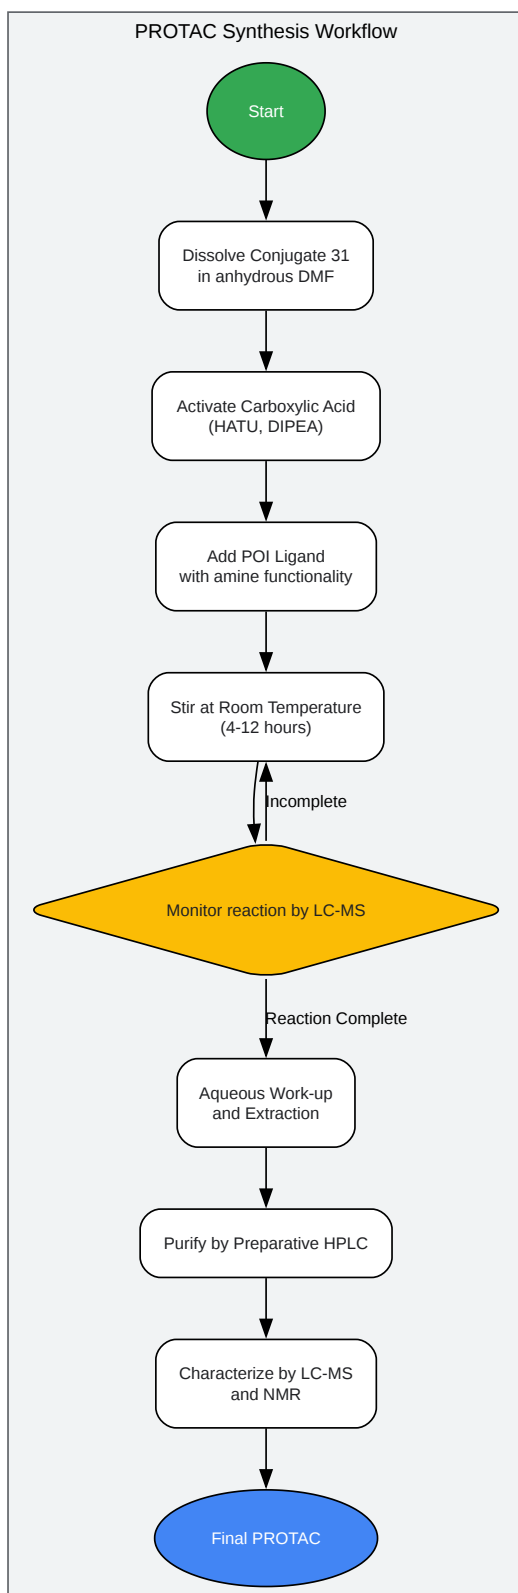 PROTAC Synthesis Workflow
Start
Dissolve Conjugate 31
in anhydrous DMF
Activate Carboxylic Acid
(HATU, DIPEA)
Add POI Ligand
with amine functionality
Stir at Room Temperature
(4-12 hours)
Incomplete
Monitor reaction by LC-MS
Reaction Complete
Aqueous Work-up
and Extraction
Purify by Preparative HPLC
Characterize by LC-MS
and NMR
Final PROTAC